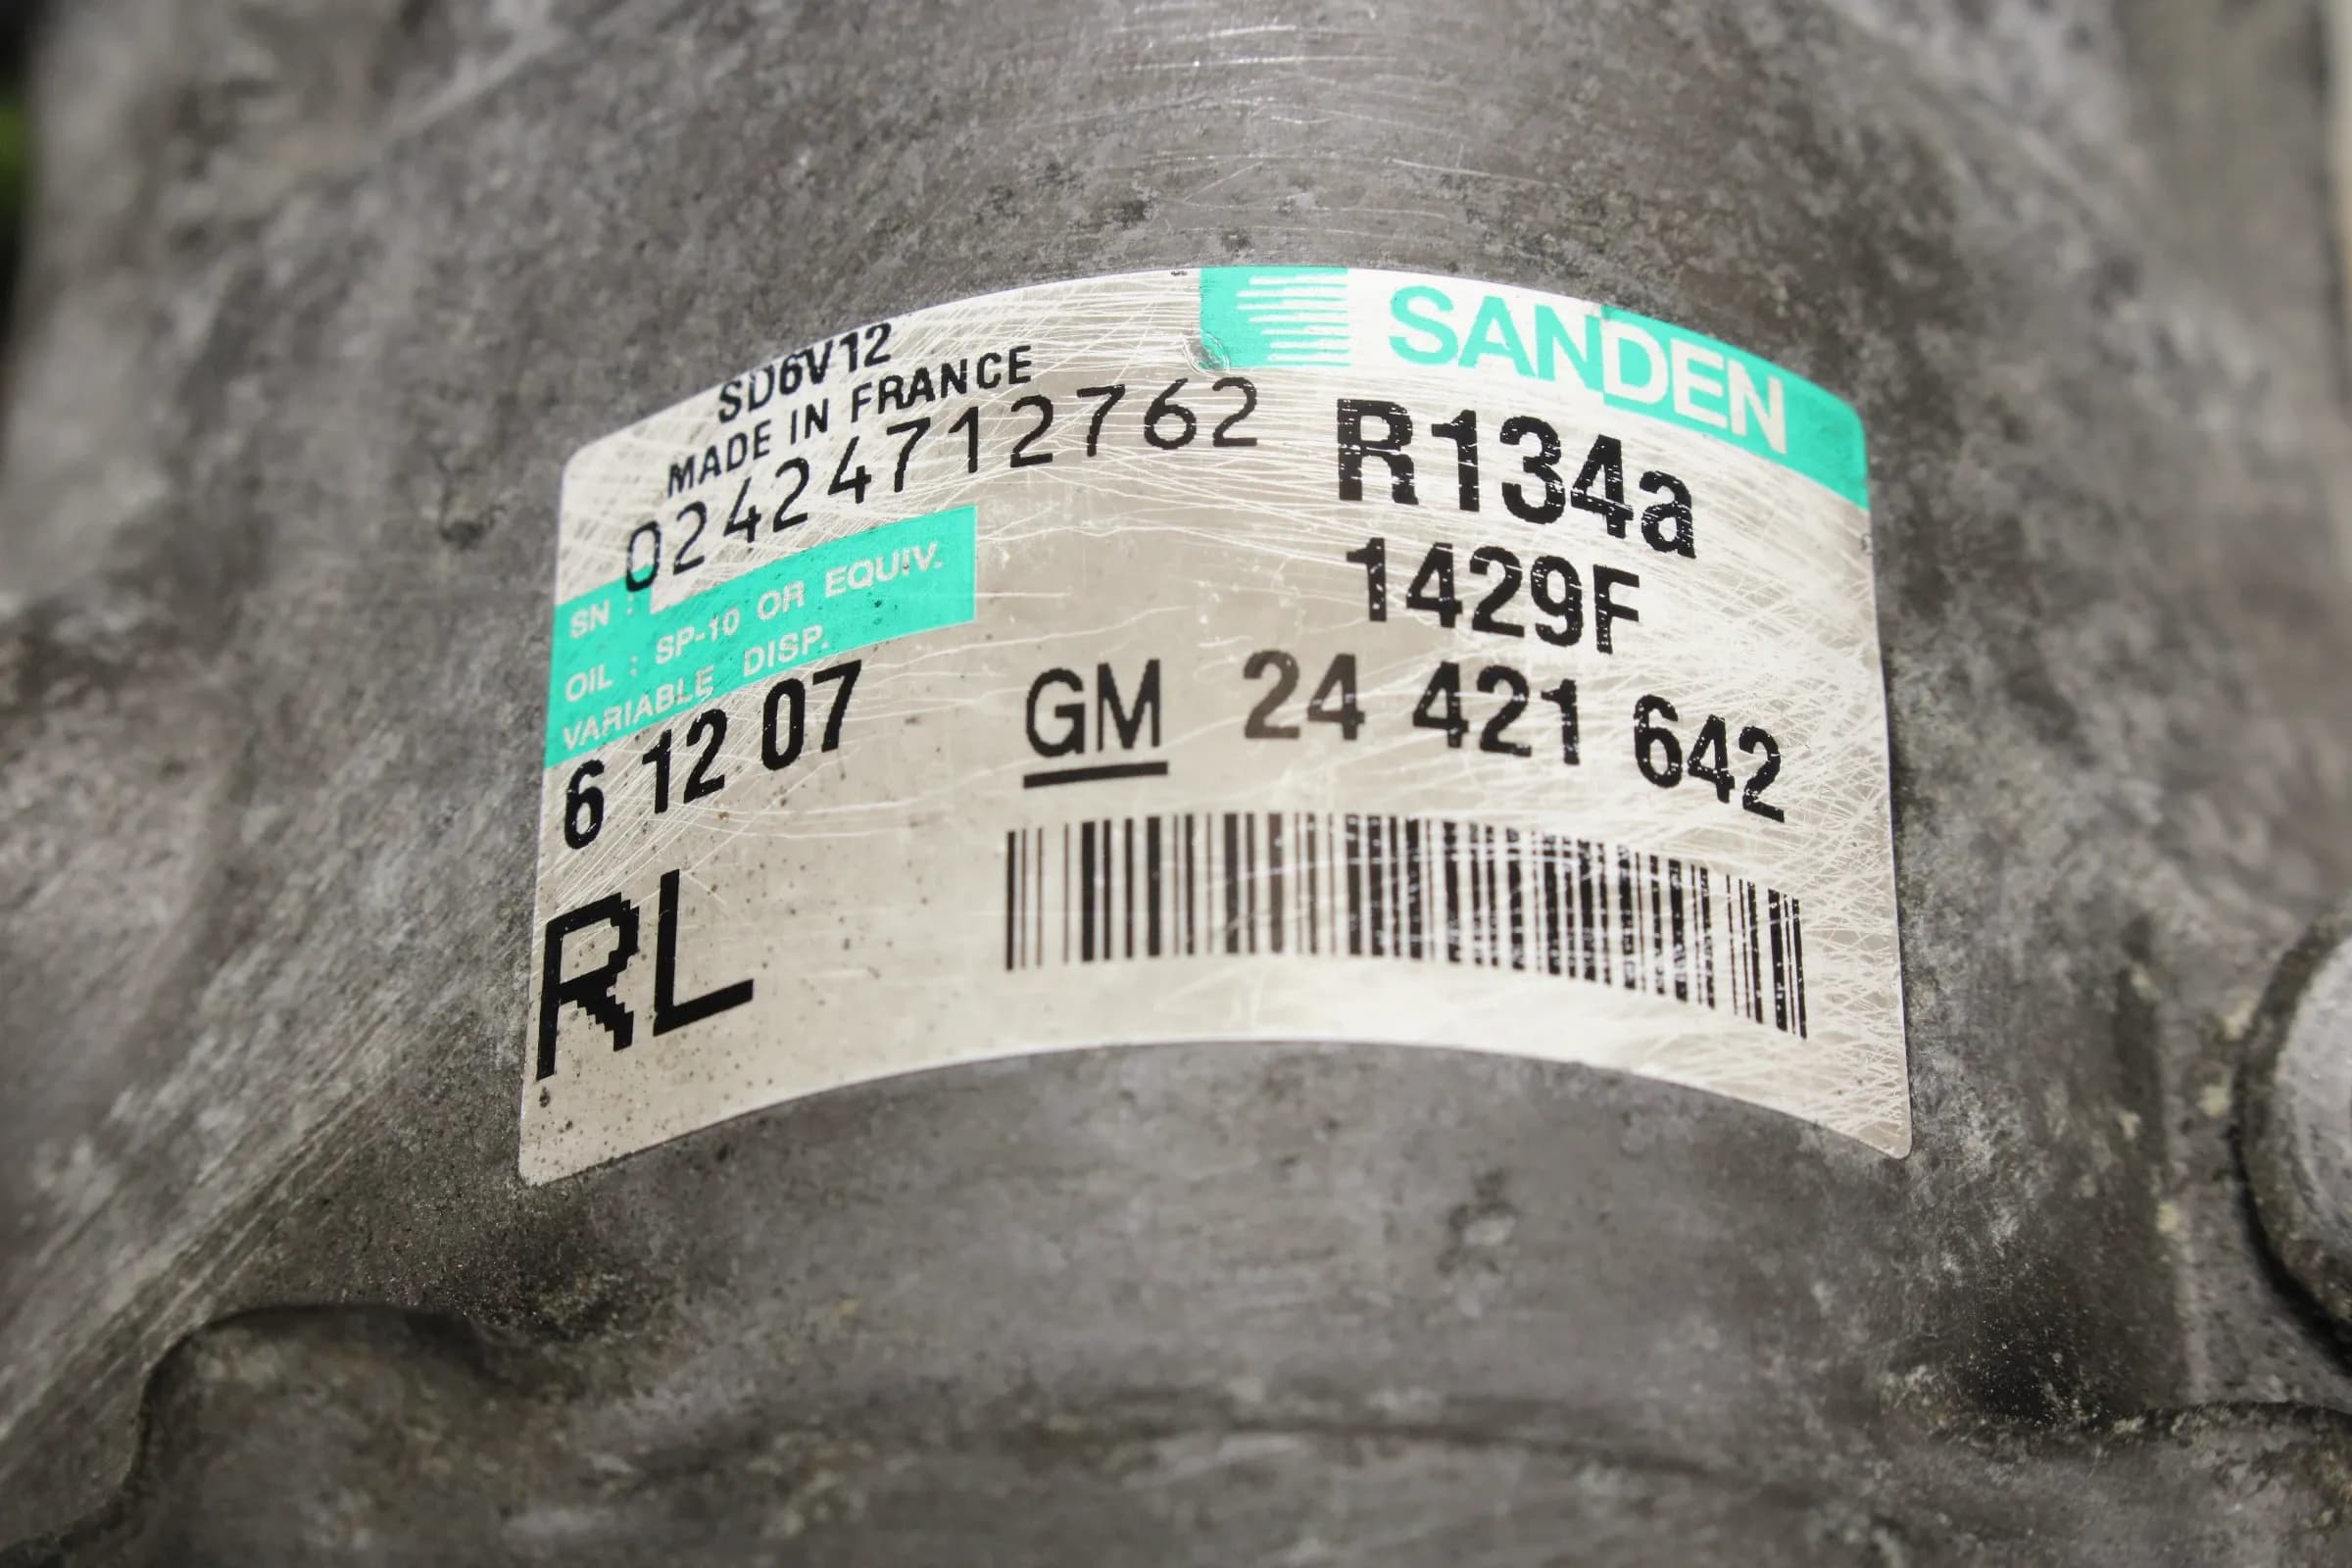 SD6V12
MADE IN FRANCE
02424712762
SN :
OIL : SP-10 OR EQUIV.
VARIABLE DISP.
6 12 07
RL
SANDEN
R134a
1429F
GM 24 421 642